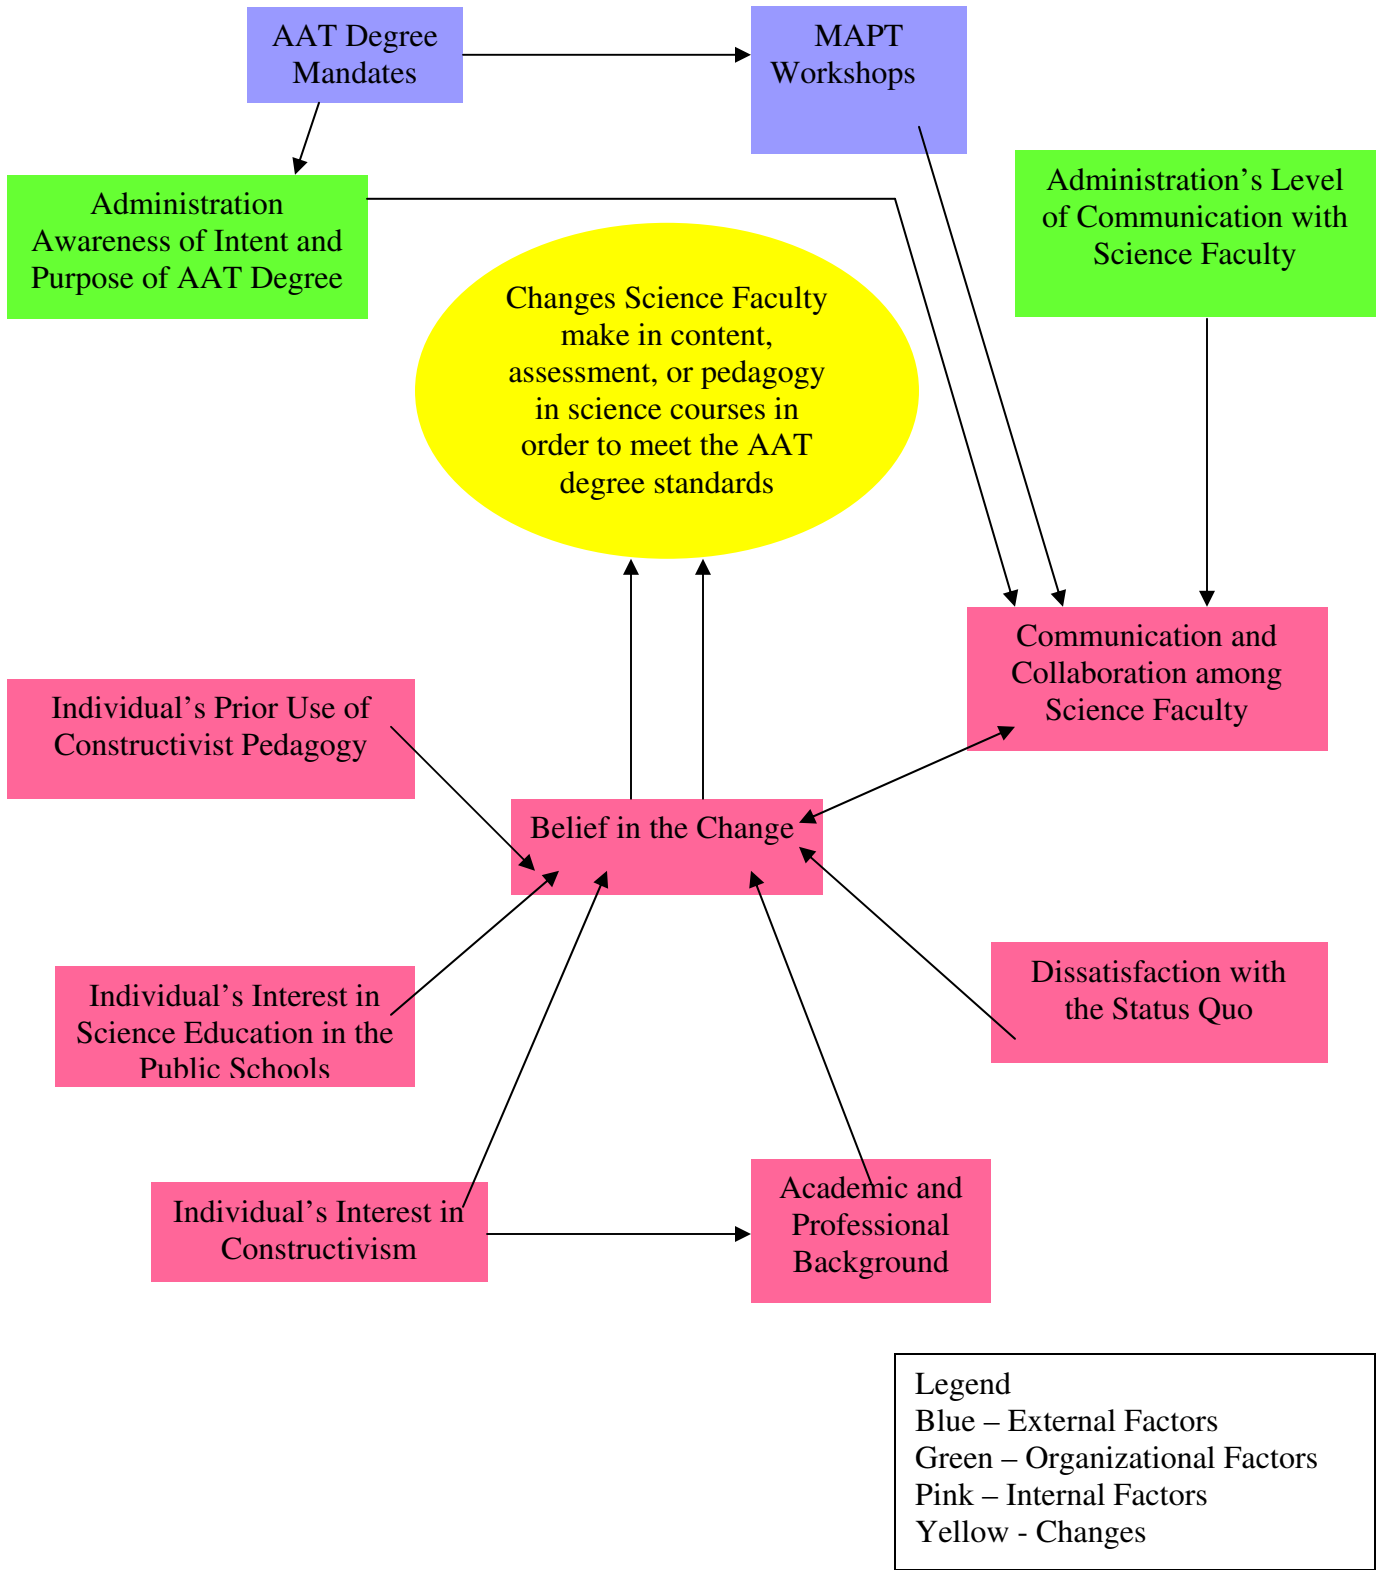 AAT Degree
Mandates
MAPT
Workshops
Administration
Awareness of Intent and
Purpose of AAT Degree
Administration’s Level
of Communication with
Science Faculty
Changes Science Faculty
make in content,
assessment, or pedagogy
in science courses in
order to meet the AAT
degree standards
Communication and
Collaboration among
Science Faculty
Individual’s Prior Use of
Constructivist Pedagogy
Belief in the Change
Individual’s Interest in
Science Education in the
Public Schools
Dissatisfaction with
the Status Quo
Individual’s Interest in
Constructivism
Academic and
Professional
Background
Legend
Blue – External Factors
Green – Organizational Factors
Pink – Internal Factors
Yellow - Changes